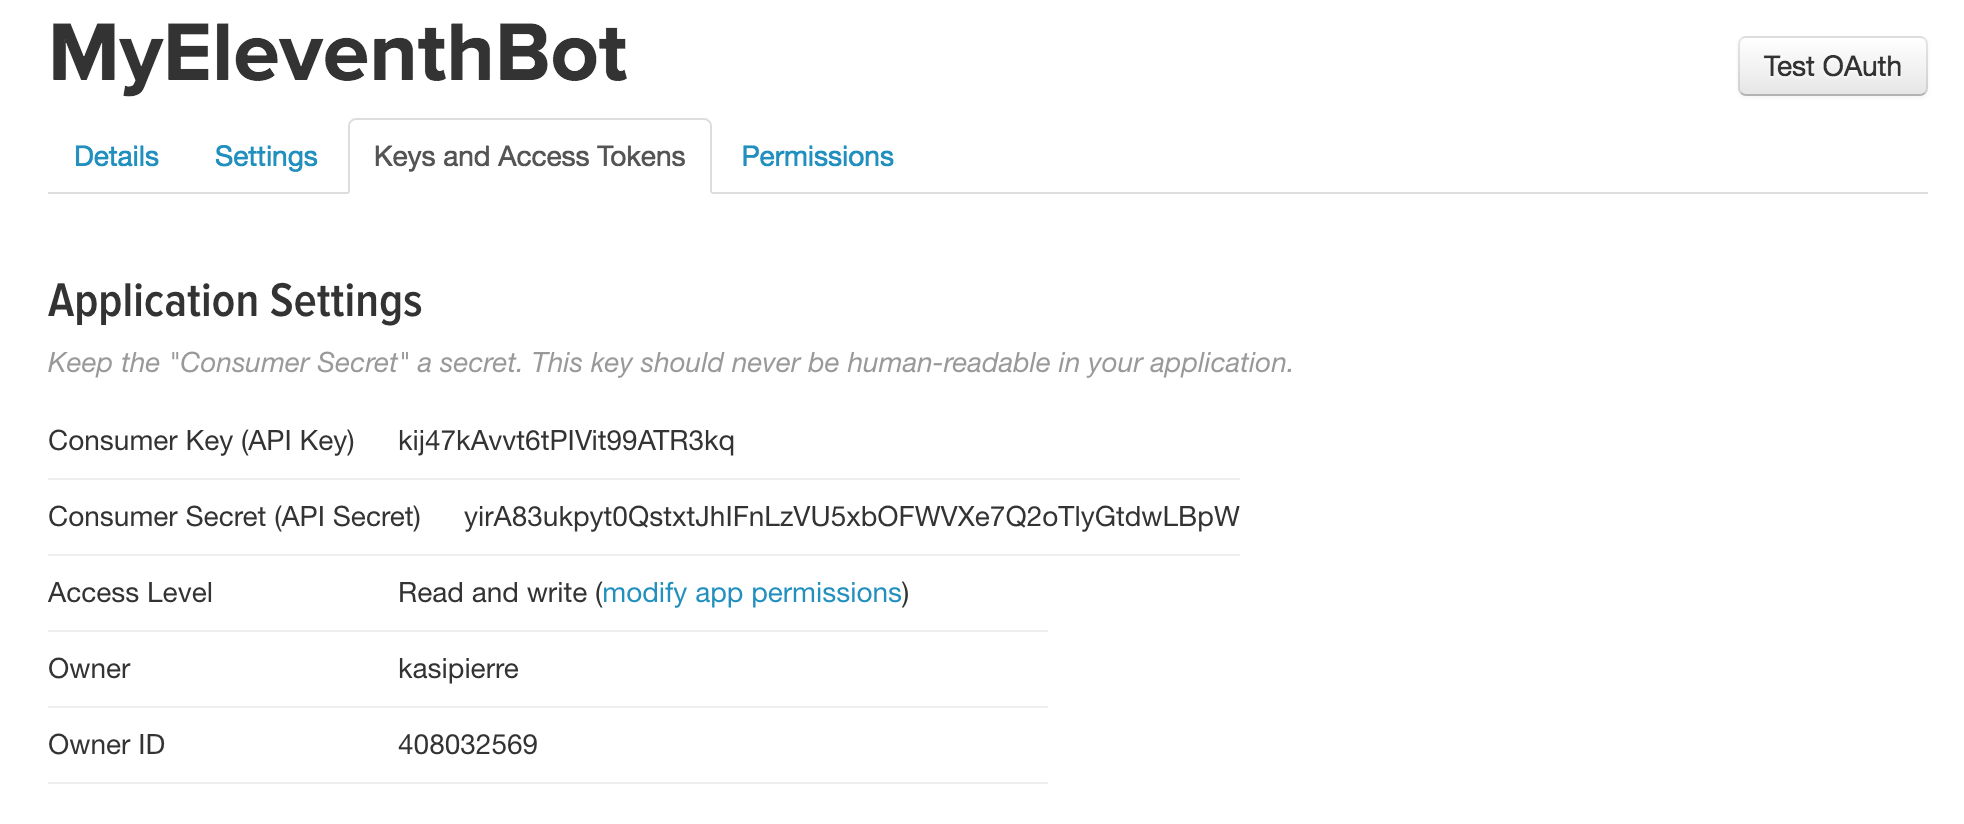 MyEleventhBot
Test OAuth
Details Settings Keys and Access Tokens Permissions
Application Settings
Keep the "Consumer Secret" a secret. This key should never be human-readable in your application.
Consumer Key (API Key) kij47kAvvt6tPIVit99ATR3kq
Consumer Secret (API Secret) yirA83ukpyt0QstxtJhIFnLzVU5xbOFWVXe7Q2oTlyGtdwLBpW
Access Level Read and write (modify app permissions)
Owner kasipierre
Owner ID 408032569